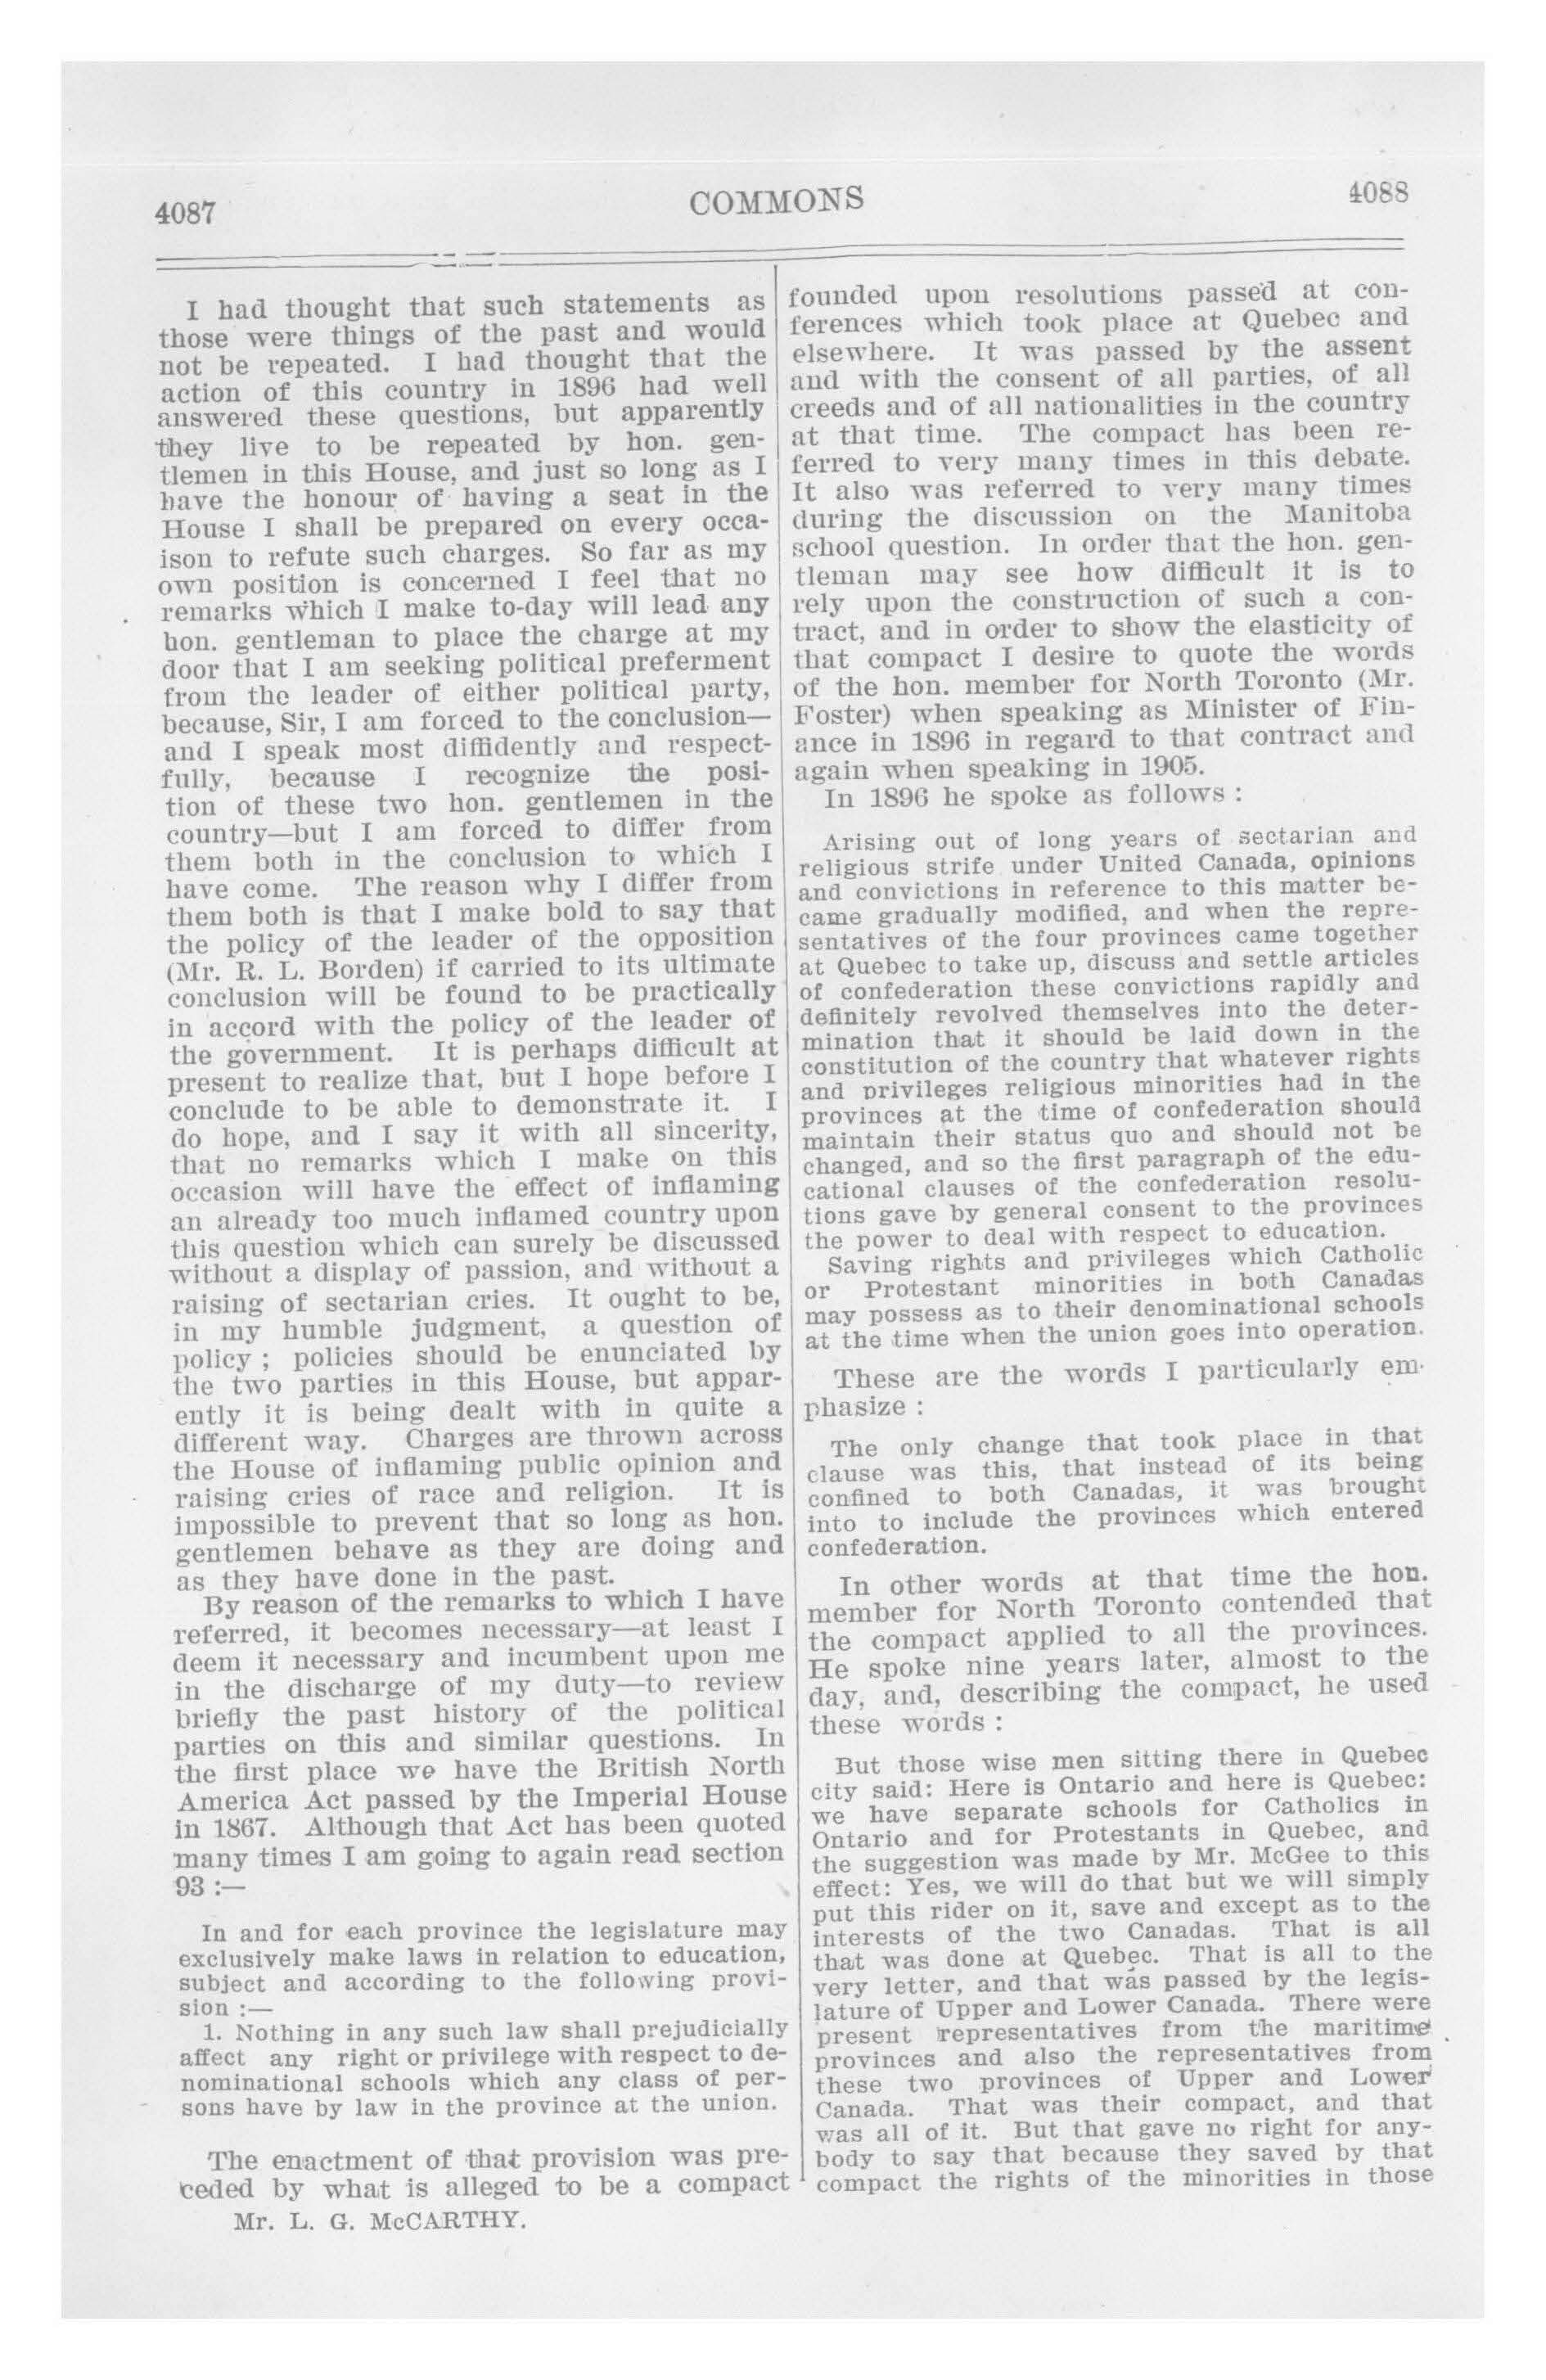 4087
COMMONS
4088
I had thought that such statements as
those were things of the past and would
not be repeated. I had thought that the
action of this country in 1896 had well
answered these questions, but apparently
they live to be repeated by hon. gen-
tlemen in this House, and just so long as I
have the honour of having a seat in the
House I shall be prepared on every occa-
ison to refute such charges. So far as my
own position is concerned I feel that no
remarks which I make to-day will lead any
hon. gentleman to place the charge at my
door that I am seeking political preferment
from the leader of either political party,
because, Sir, I am forced to the conclusion—
and I speak most diffidently and respect-
fully, because I recognize the posi-
tion of these two hon. gentlemen in the
country—but I am forced to differ from
them both in the conclusion to which I
have come. The reason why I differ from
them both is that I make bold to say that
the policy of the leader of the opposition
(Mr. R. L. Borden) if carried to its ultimate
conclusion will be found to be practically
in accord with the policy of the leader of
the government. It is perhaps difficult at
present to realize that, but I hope before I
conclude to be able to demonstrate it. I
do hope, and I say it with all sincerity,
that no remarks which I make on this
occasion will have the effect of inflaming
an already too much inflamed country upon
this question which can surely be discussed
without a display of passion, and without a
raising of sectarian cries. It ought to be,
in my humble judgment, a question of
policy ; policies should be enunciated by
the two parties in this House, but appar-
ently it is being dealt with in quite a
different way. Charges are thrown across
the House of inflaming public opinion and
raising cries of race and religion. It is
impossible to prevent that so long as hon.
gentlemen behave as they are doing and
as they have done in the past.
By reason of the remarks to which I have
referred, it becomes necessary—at least I
deem it necessary and incumbent upon me
in the discharge of my duty—to review
briefly the past history of the political
parties on this and similar questions. In
the first place we have the British North
America Act passed by the Imperial House
in 1867. Although that Act has been quoted
many times I am going to again read section
93 :—
In and for each province the legislature may
exclusively make laws in relation to education,
subject and according to the following provi-
sion :—
1. Nothing in any such law shall prejudicially
affect any right or privilege with respect to de-
nominational schools which any class of per-
sons have by law in the province at the union.
The enactment of that provision was pre-
ceded by what is alleged to be a compact
Mr. L. G. McCARTHY.
founded upon resolutions passed at con-
ferences which took place at Quebec and
elsewhere. It was passed by the assent
and with the consent of all parties, of all
creeds and of all nationalities in the country
at that time. The compact has been re-
ferred to very many times in this debate.
It also was referred to very many times
during the discussion on the Manitoba
school question. In order that the hon. gen-
tleman may see how difficult it is to
rely upon the construction of such a con-
tract, and in order to show the elasticity of
that compact I desire to quote the words
of the hon. member for North Toronto (Mr.
Foster) when speaking as Minister of Fin-
ance in 1896 in regard to that contract and
again when speaking in 1905.
In 1896 he spoke as follows :
Arising out of long years of sectarian and
religious strife under United Canada, opinions
and convictions in reference to this matter be-
came gradually modified, and when the repre-
sentatives of the four provinces came together
at Quebec to take up, discuss and settle articles
of confederation these convictions rapidly and
definitely revolved themselves into the deter-
mination that it should be laid down in the
constitution of the country that whatever rights
and privileges religious minorities had in the
provinces at the time of confederation should
maintain their status quo and should not be
changed, and so the first paragraph of the edu-
cational clauses of the confederation resolu-
tions gave by general consent to the provinces
the power to deal with respect to education.
Saving rights and privileges which Catholic
or Protestant minorities in both Canadas
may possess as to their denominational schools
at the time when the union goes into operation.
These are the words I particularly em-
phasize :
The only change that took place in that
clause was this, that instead of its being
confined to both Canadas, it was brought
into to include the provinces which entered
confederation.
In other words at that time the hon.
member for North Toronto contended that
the compact applied to all the provinces.
He spoke nine years later, almost to the
day, and, describing the compact, he used
these words :
But those wise men sitting there in Quebec
city said: Here is Ontario and here is Quebec:
we have separate schools for Catholics in
Ontario and for Protestants in Quebec, and
the suggestion was made by Mr. McGee to this
effect: Yes, we will do that but we will simply
put this rider on it, save and except as to the
interests of the two Canadas. That is all
that was done at Quebec. That is all to the
very letter, and that was passed by the legis-
lature of Upper and Lower Canada. There were
present representatives from the maritime
provinces and also the representatives from
these two provinces of Upper and Lower
Canada. That was their compact, and that
was all of it. But that gave no right for any-
body to say that because they saved by that
compact the rights of the minorities in those